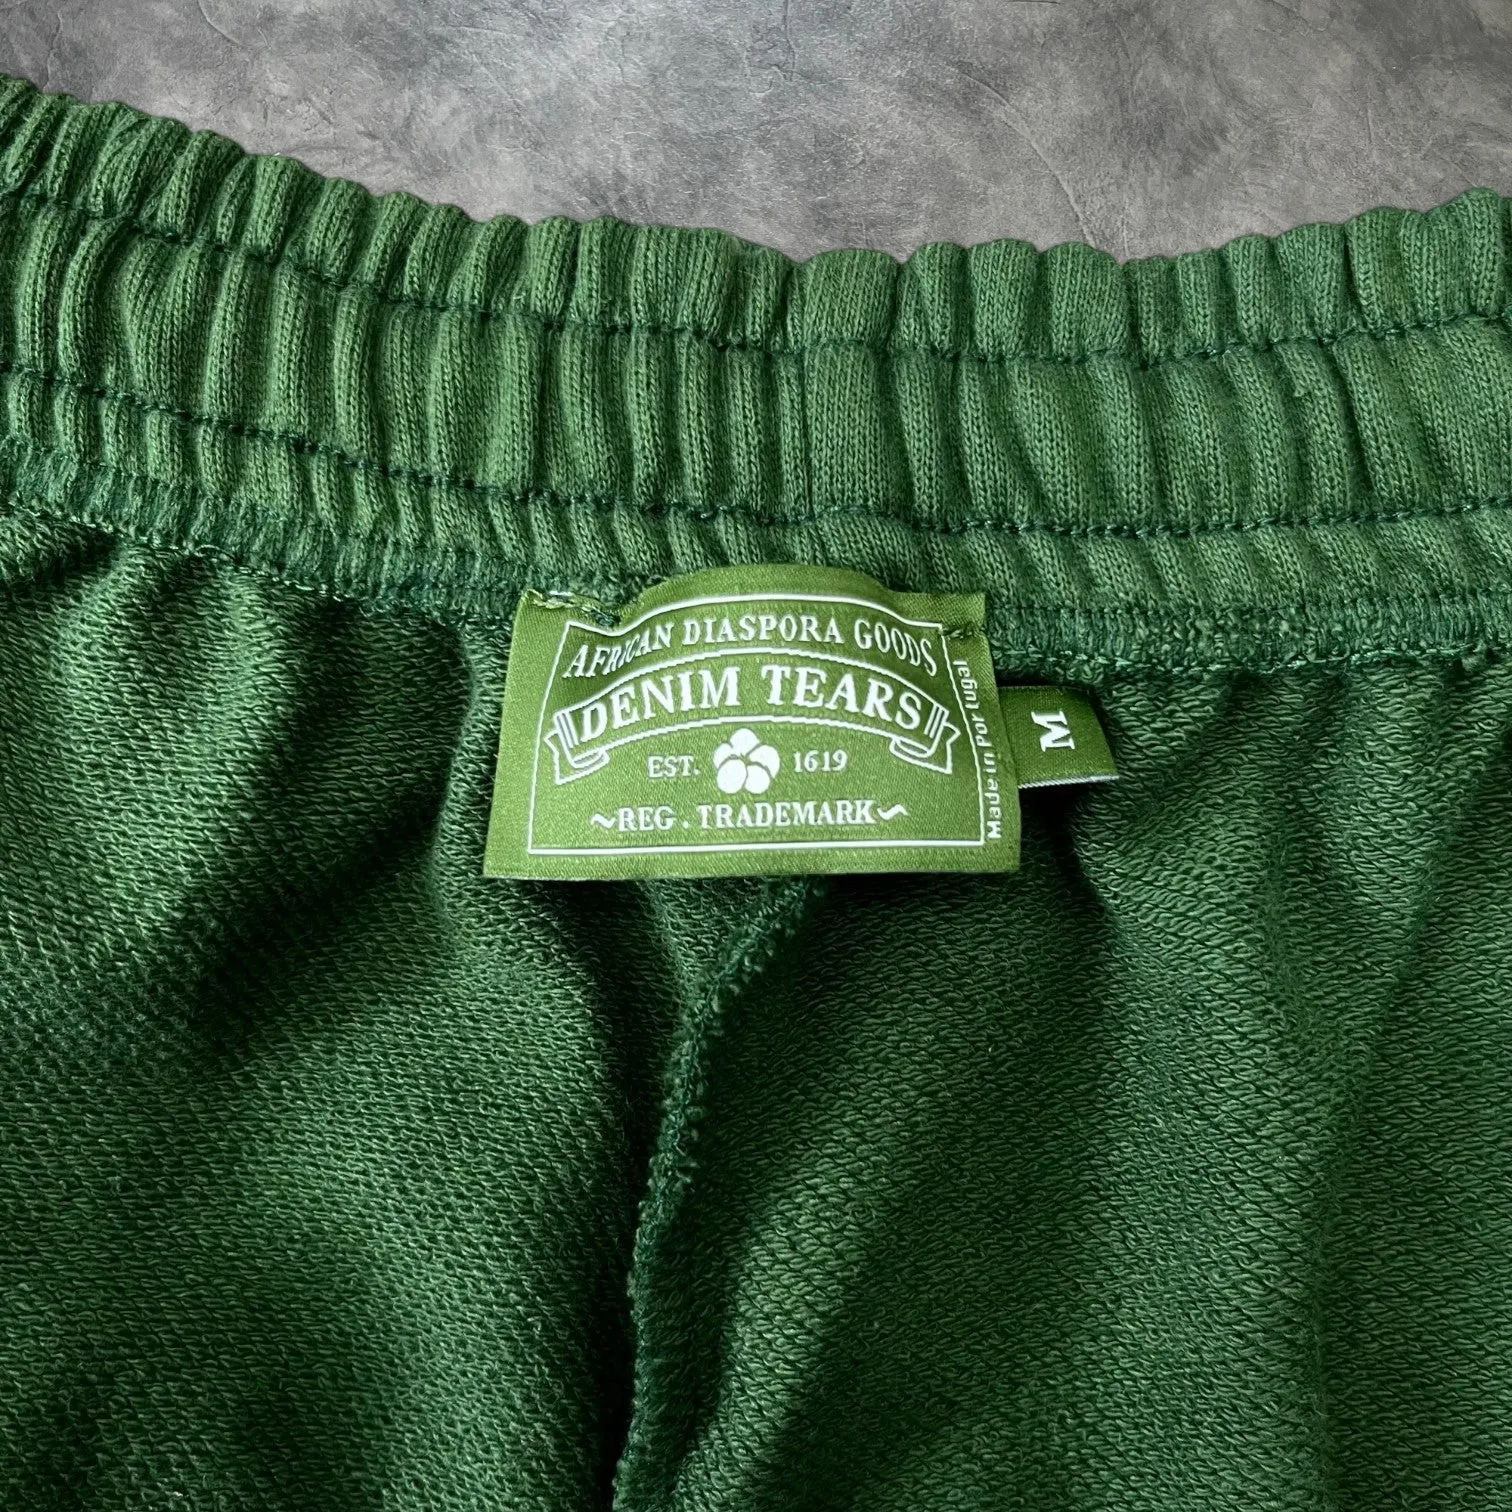 AFRICAN DIASPORA GOODS
DENIM TEARS
EST. 1619
~REG. TRADEMARK~
Made in Portugal
M